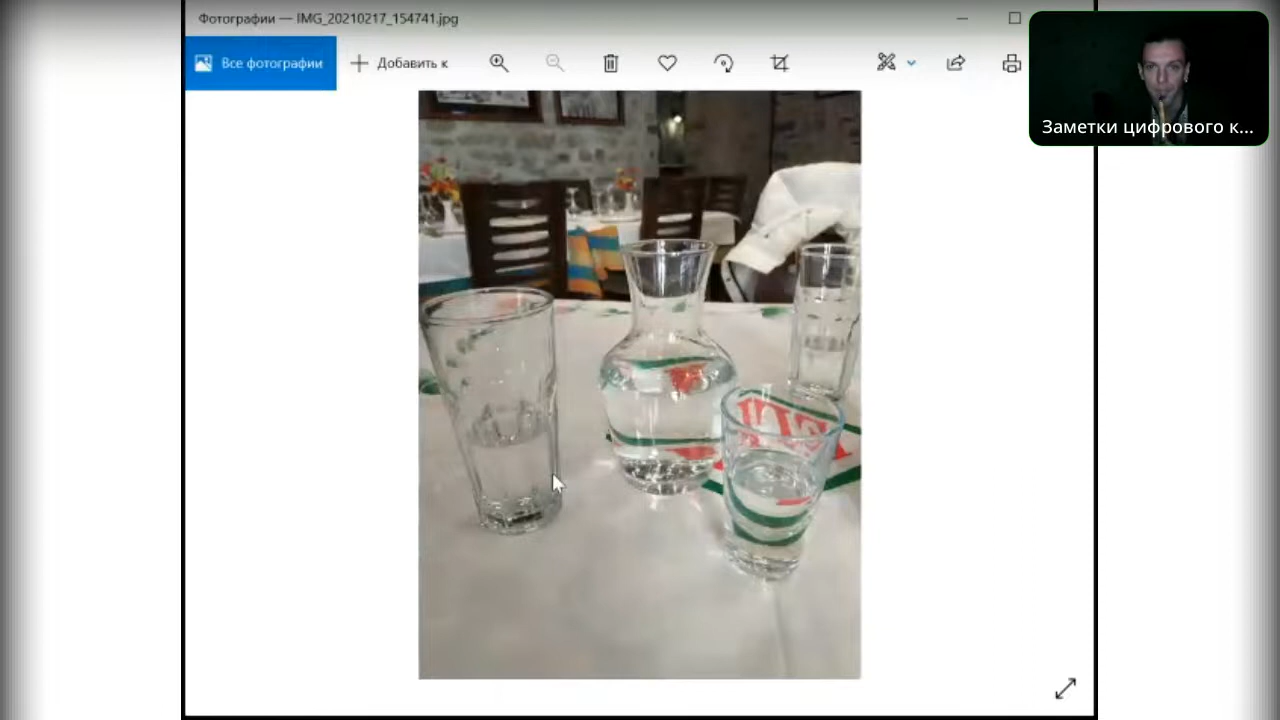 Фотографии — IMG_20210217_154741.jpg
Все фотографии
Добавить к
Заметки цифрового к...